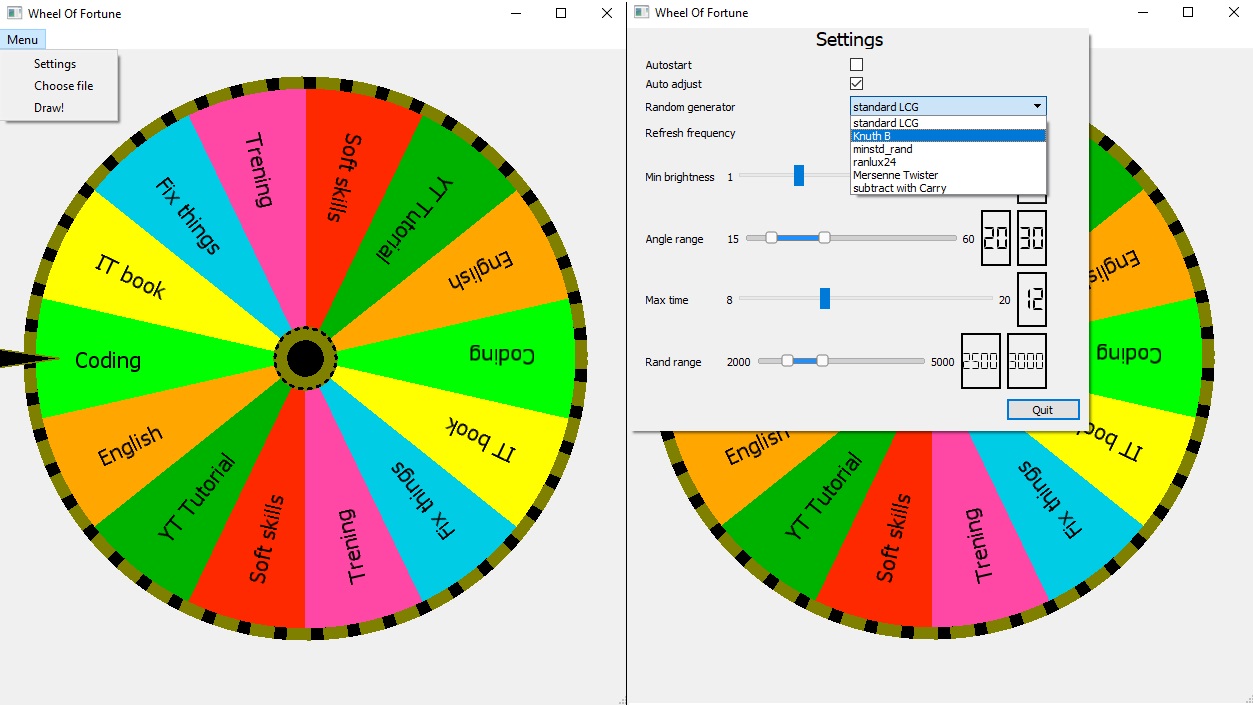 Wheel Of Fortune
Menu
Settings
Choose file
Draw!
Trening
Soft skills
Fix things
YT Tutorial
IT book
English
Coding
Coding
English
IT book
YT Tutorial
Fix things
Soft skills
Trening
Wheel Of Fortune
Settings
Autostart
Auto adjust
Random generator
standard LCG
standard LCG
Knuth B
minstd_rand
ranlux24
Mersenne Twister
subtract with Carry
Refresh frequency
Min brightness 1
Angle range 15 60 20 30
Max time 8 20 12
Rand range 2000 5000 2500 3000
Quit
English
Coding
IT book
English
YT Tutorial
Fix things
Soft skills
Trening